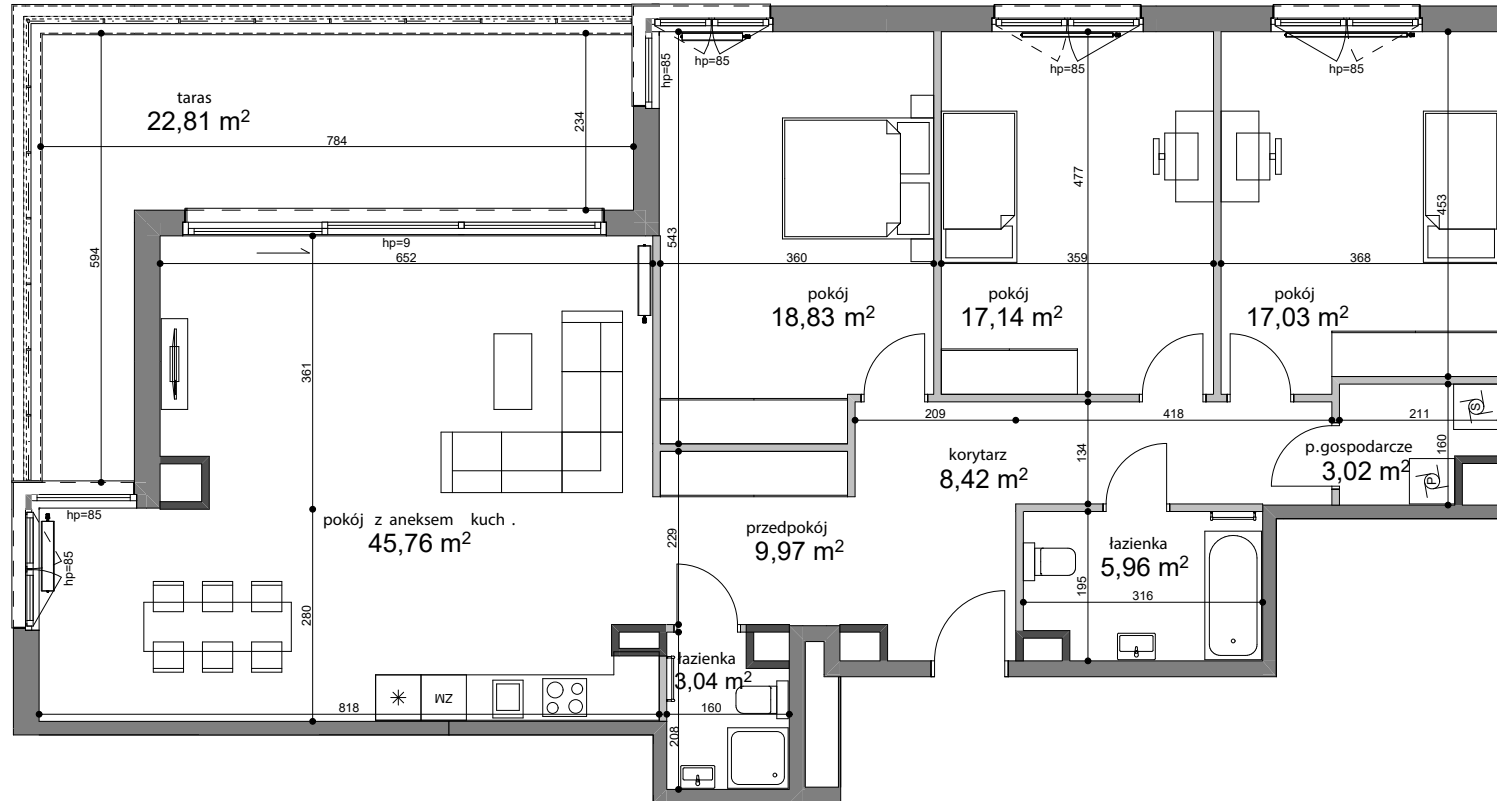 hp=85
hp=85
hp=85
hp=85
taras
22,81 m²
784
234
594
543
477
453
hp=9
652
360
359
368
pokój
18,83 m²
pokój
17,14 m²
pokój
17,03 m²
361
209
418
211
S
korytarz
8,42 m²
134
p.gospodarcze
3,02 m²
160
P
hp=85
hp=85
pokój z aneksem kuch .
45,76 m²
229
przedpokój
9,97 m²
łazienka
5,96 m²
195
316
280
łazienka
3,04 m²
ZM
818
160
208